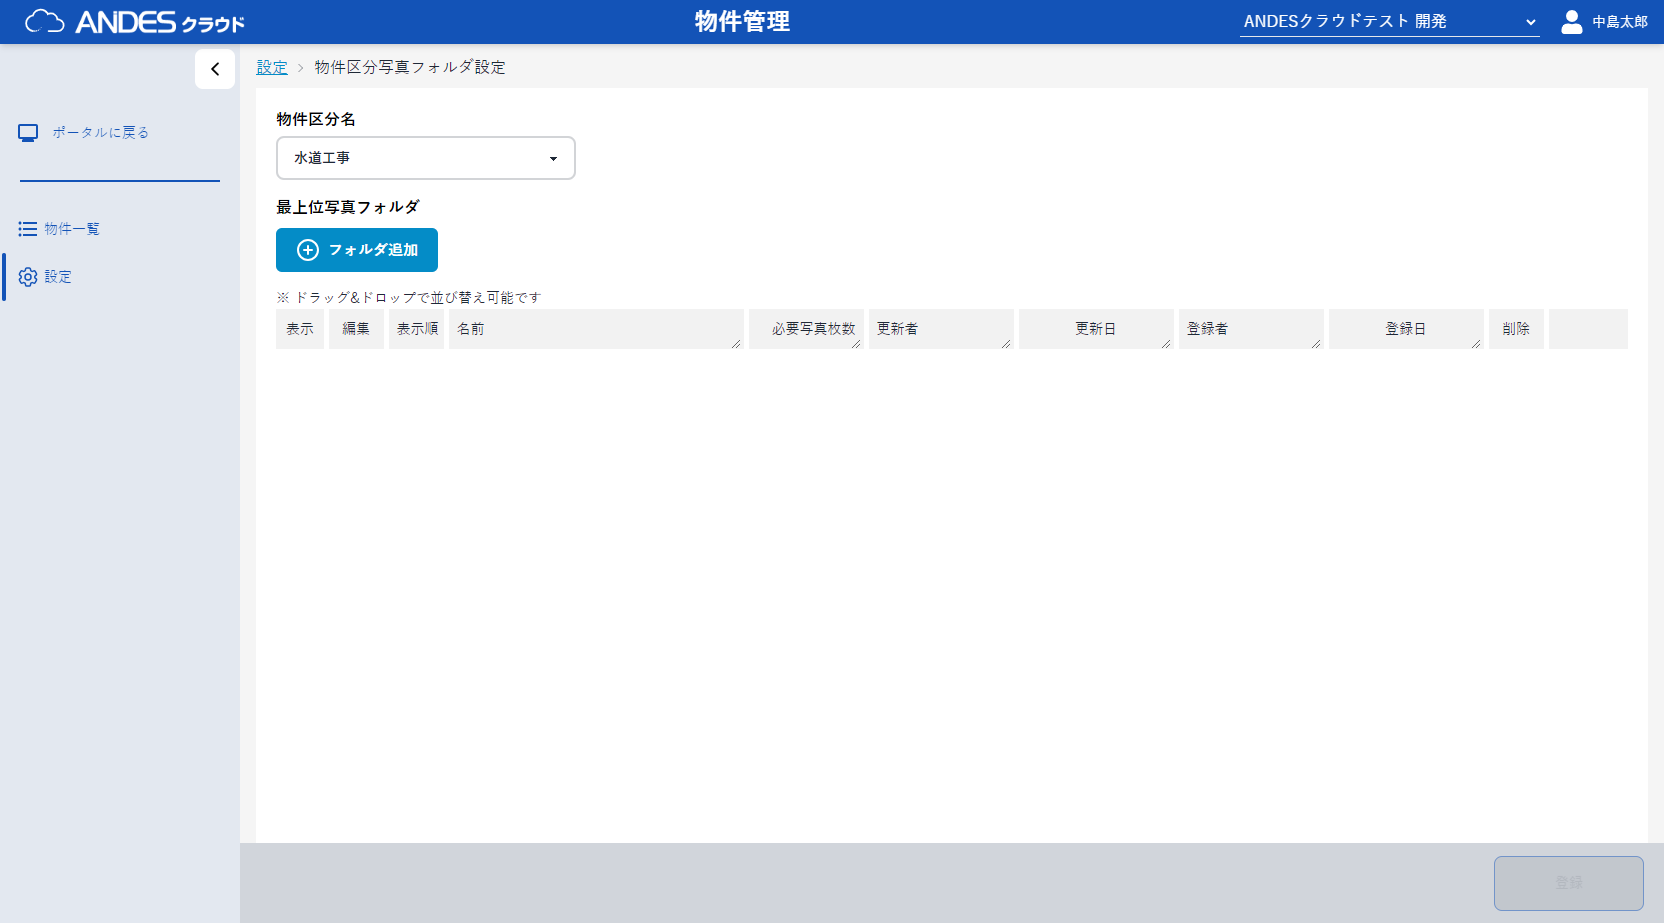 ANDES クラウド
物件管理
ANDESクラウドテスト 開発
中島太郎
設定 > 物件区分写真フォルダ設定
ポータルに戻る
物件一覧
設定
物件区分名
水道工事
最上位写真フォルダ
フォルダ追加
※ ドラッグ&ドロップで並び替え可能です
表示 編集 表示順 名前 必要写真枚数 更新者 更新日 登録者 登録日 削除
登録